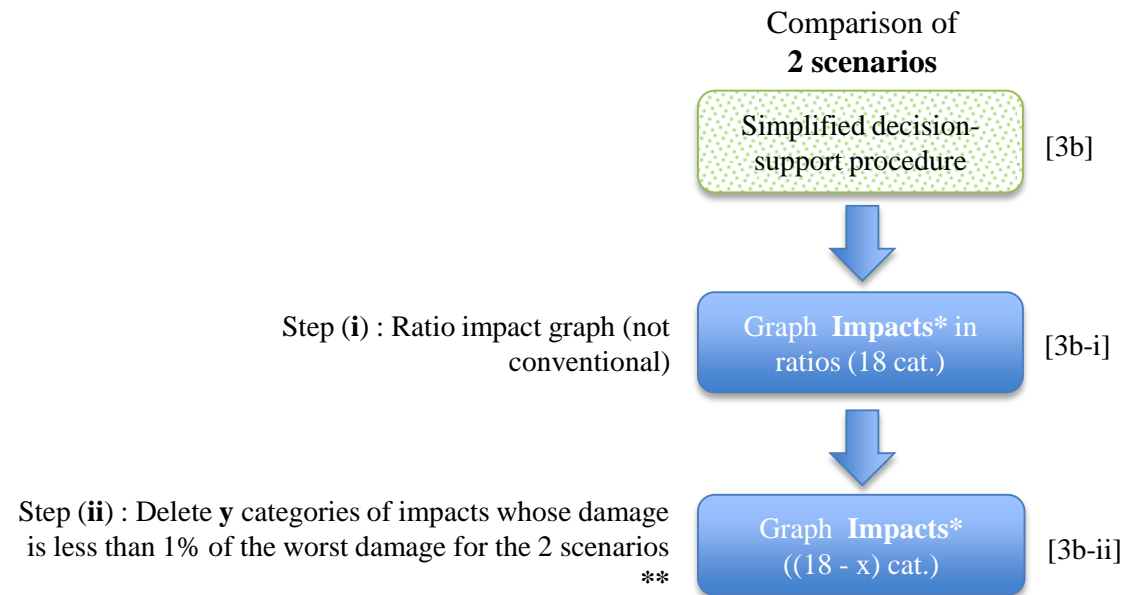 Comparison of
2 scenarios
Simplified decision-
support procedure
[3b]
Step (i) : Ratio impact graph (not
conventional)
Graph Impacts* in
ratios (18 cat.)
[3b-i]
Step (ii) : Delete y categories of impacts whose damage
is less than 1% of the worst damage for the 2 scenarios
**
Graph Impacts*
((18 - x) cat.)
[3b-ii]